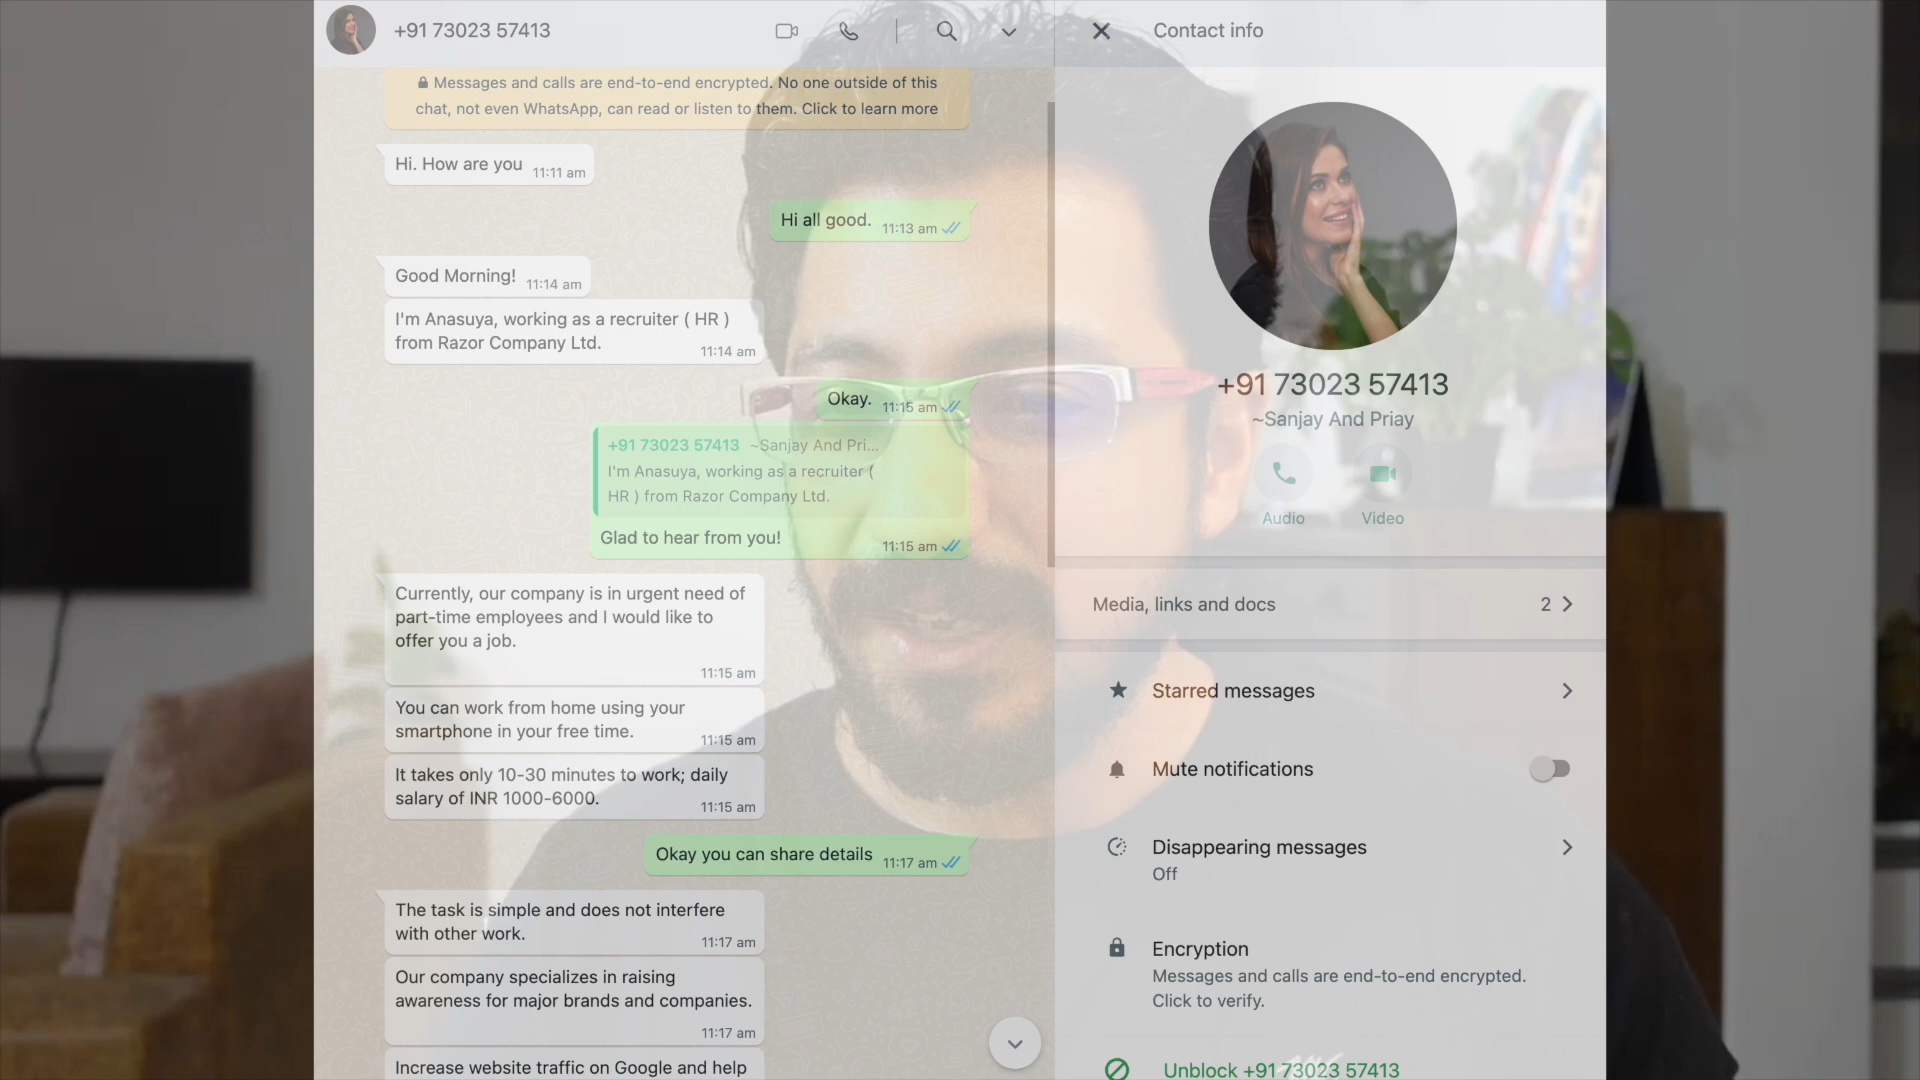 +91 73023 57413
Messages and calls are end-to-end encrypted. No one outside of this
chat, not even WhatsApp, can read or listen to them. Click to learn more
Hi. How are you 11:11 am
Hi all good. 11:13 am
Good Morning! 11:14 am
I'm Anasuya, working as a recruiter ( HR )
from Razor Company Ltd. 11:14 am
Okay. 11:15 am
+91 73023 57413 ~Sanjay And Pri...
I'm Anasuya, working as a recruiter (
HR ) from Razor Company Ltd.
Glad to hear from you! 11:15 am
Currently, our company is in urgent need of
part-time employees and I would like to
offer you a job.
11:15 am
You can work from home using your
smartphone in your free time. 11:15 am
It takes only 10-30 minutes to work; daily
salary of INR 1000-6000. 11:15 am
Okay you can share details 11:17 am
The task is simple and does not interfere
with other work. 11:17 am
Our company specializes in raising
awareness for major brands and companies.
11:17 am
Increase website traffic on Google and help
Contact info
+91 73023 57413
~Sanjay And Priay
Audio Video
Media, links and docs 2
Starred messages
Mute notifications
Disappearing messages
Off
Encryption
Messages and calls are end-to-end encrypted.
Click to verify.
Unblock +91 73023 57413